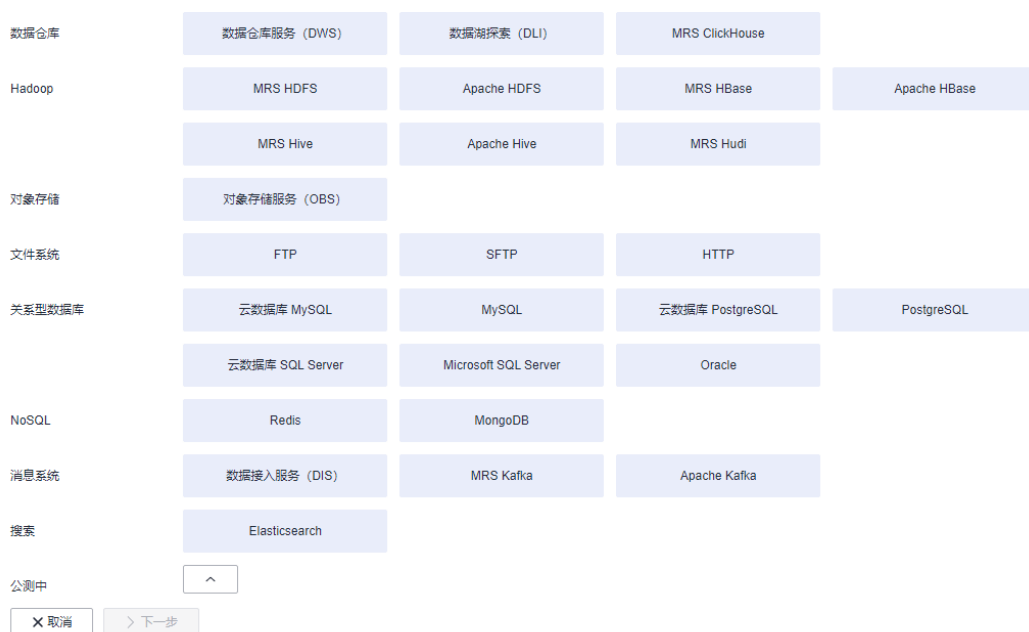 数据仓库 数据仓库服务（DWS） 数据湖探索（DLI） MRS ClickHouse
Hadoop MRS HDFS Apache HDFS MRS HBase Apache HBase
MRS Hive Apache Hive MRS Hudi
对象存储 对象存储服务（OBS）
文件系统 FTP SFTP HTTP
关系型数据库 云数据库 MySQL MySQL 云数据库 PostgreSQL PostgreSQL
云数据库 SQL Server Microsoft SQL Server Oracle
NoSQL Redis MongoDB
消息系统 数据接入服务（DIS） MRS Kafka Apache Kafka
搜索 Elasticsearch
公测中
取消 下一步